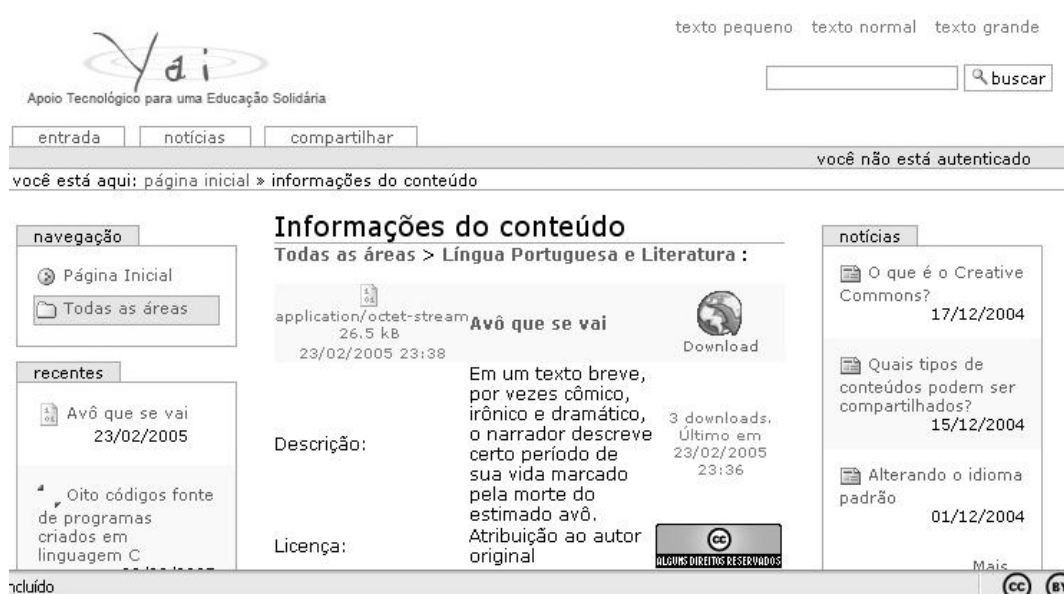 texto pequeno texto normal texto grande
Yai
Apoio Tecnológico para uma Educação Solidária
buscar
entrada notícias compartilhar
você não está autenticado
você está aqui: página inicial » informações do conteúdo
navegação
Página Inicial
Todas as áreas
recentes
Avô que se vai
23/02/2005
Oito códigos fonte
de programas
criados em
linguagem C
Informações do conteúdo
Todas as áreas > Língua Portuguesa e Literatura :
application/octet-stream
26.5 kB
23/02/2005 23:38
Avô que se vai
Download
Descrição:
Em um texto breve,
por vezes cômico,
irônico e dramático,
o narrador descreve
certo período de
sua vida marcado
pela morte do
estimado avô.
3 downloads.
Último em
23/02/2005
23:36
Licença:
Atribuição ao autor
original
cc
ALGUNS DIREITOS RESERVADOS
notícias
O que é o Creative
Commons?
17/12/2004
Quais tipos de
conteúdos podem ser
compartilhados?
15/12/2004
Alterando o idioma
padrão
01/12/2004
Mais
ncluído
cc BY